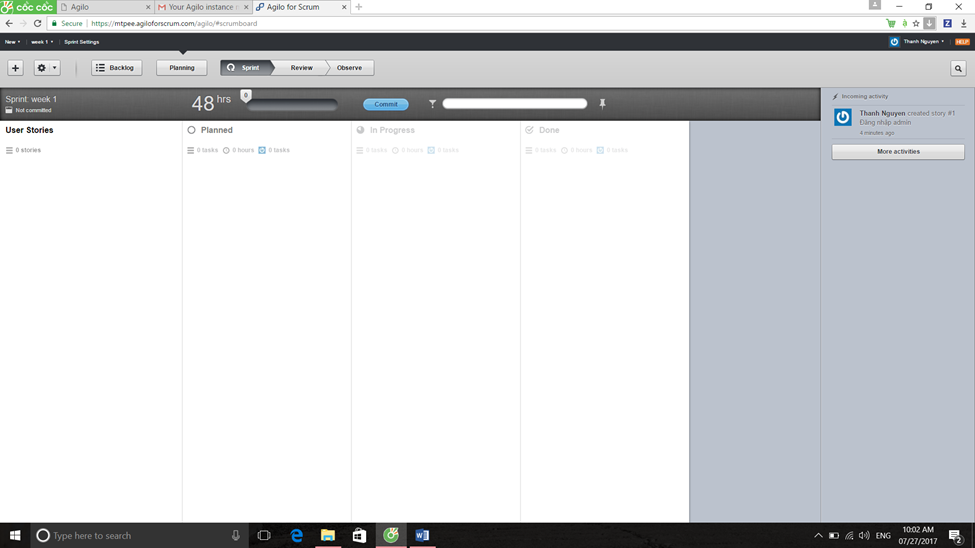 CỐC CỐC
Agilo
Your Agilo instance
Agilo for Scrum
Secure
https://mtpee.agiloforscrum.com/agilo/#scrumboard
New
week 1
Sprint Settings
Thanh Nguyen
HELP
Backlog
Planning
Sprint
Review
Observe
Sprint: week 1
Not committed
48 hrs
0
Commit
Incoming activity
Thanh Nguyen created story #1
Đăng nhập admin
4 minutes ago
More activities
User Stories
Planned
In Progress
Done
0 stories
0 tasks 0 hours 0 tasks
0 tasks 0 hours 0 tasks
0 tasks 0 hours 0 tasks
Type here to search
ENG
10:02 AM
07/27/2017
2